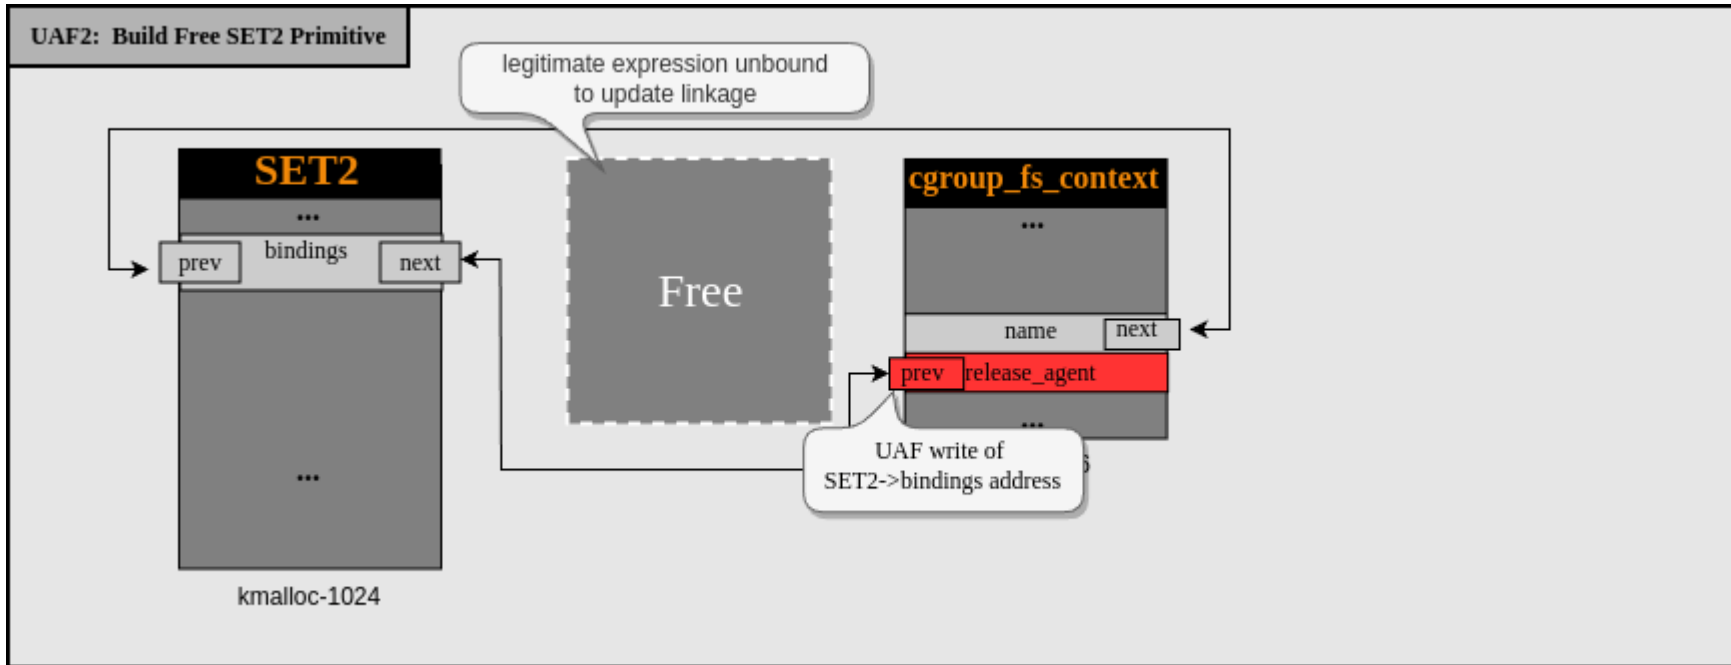 UAF2: Build Free SET2 Primitive
legitimate expression unbound
to update linkage
SET2
...
prev
bindings
next
...
kmalloc-1024
Free
cgroup_fs_context
...
name
next
prev
release_agent
...
UAF write of
SET2->bindings address